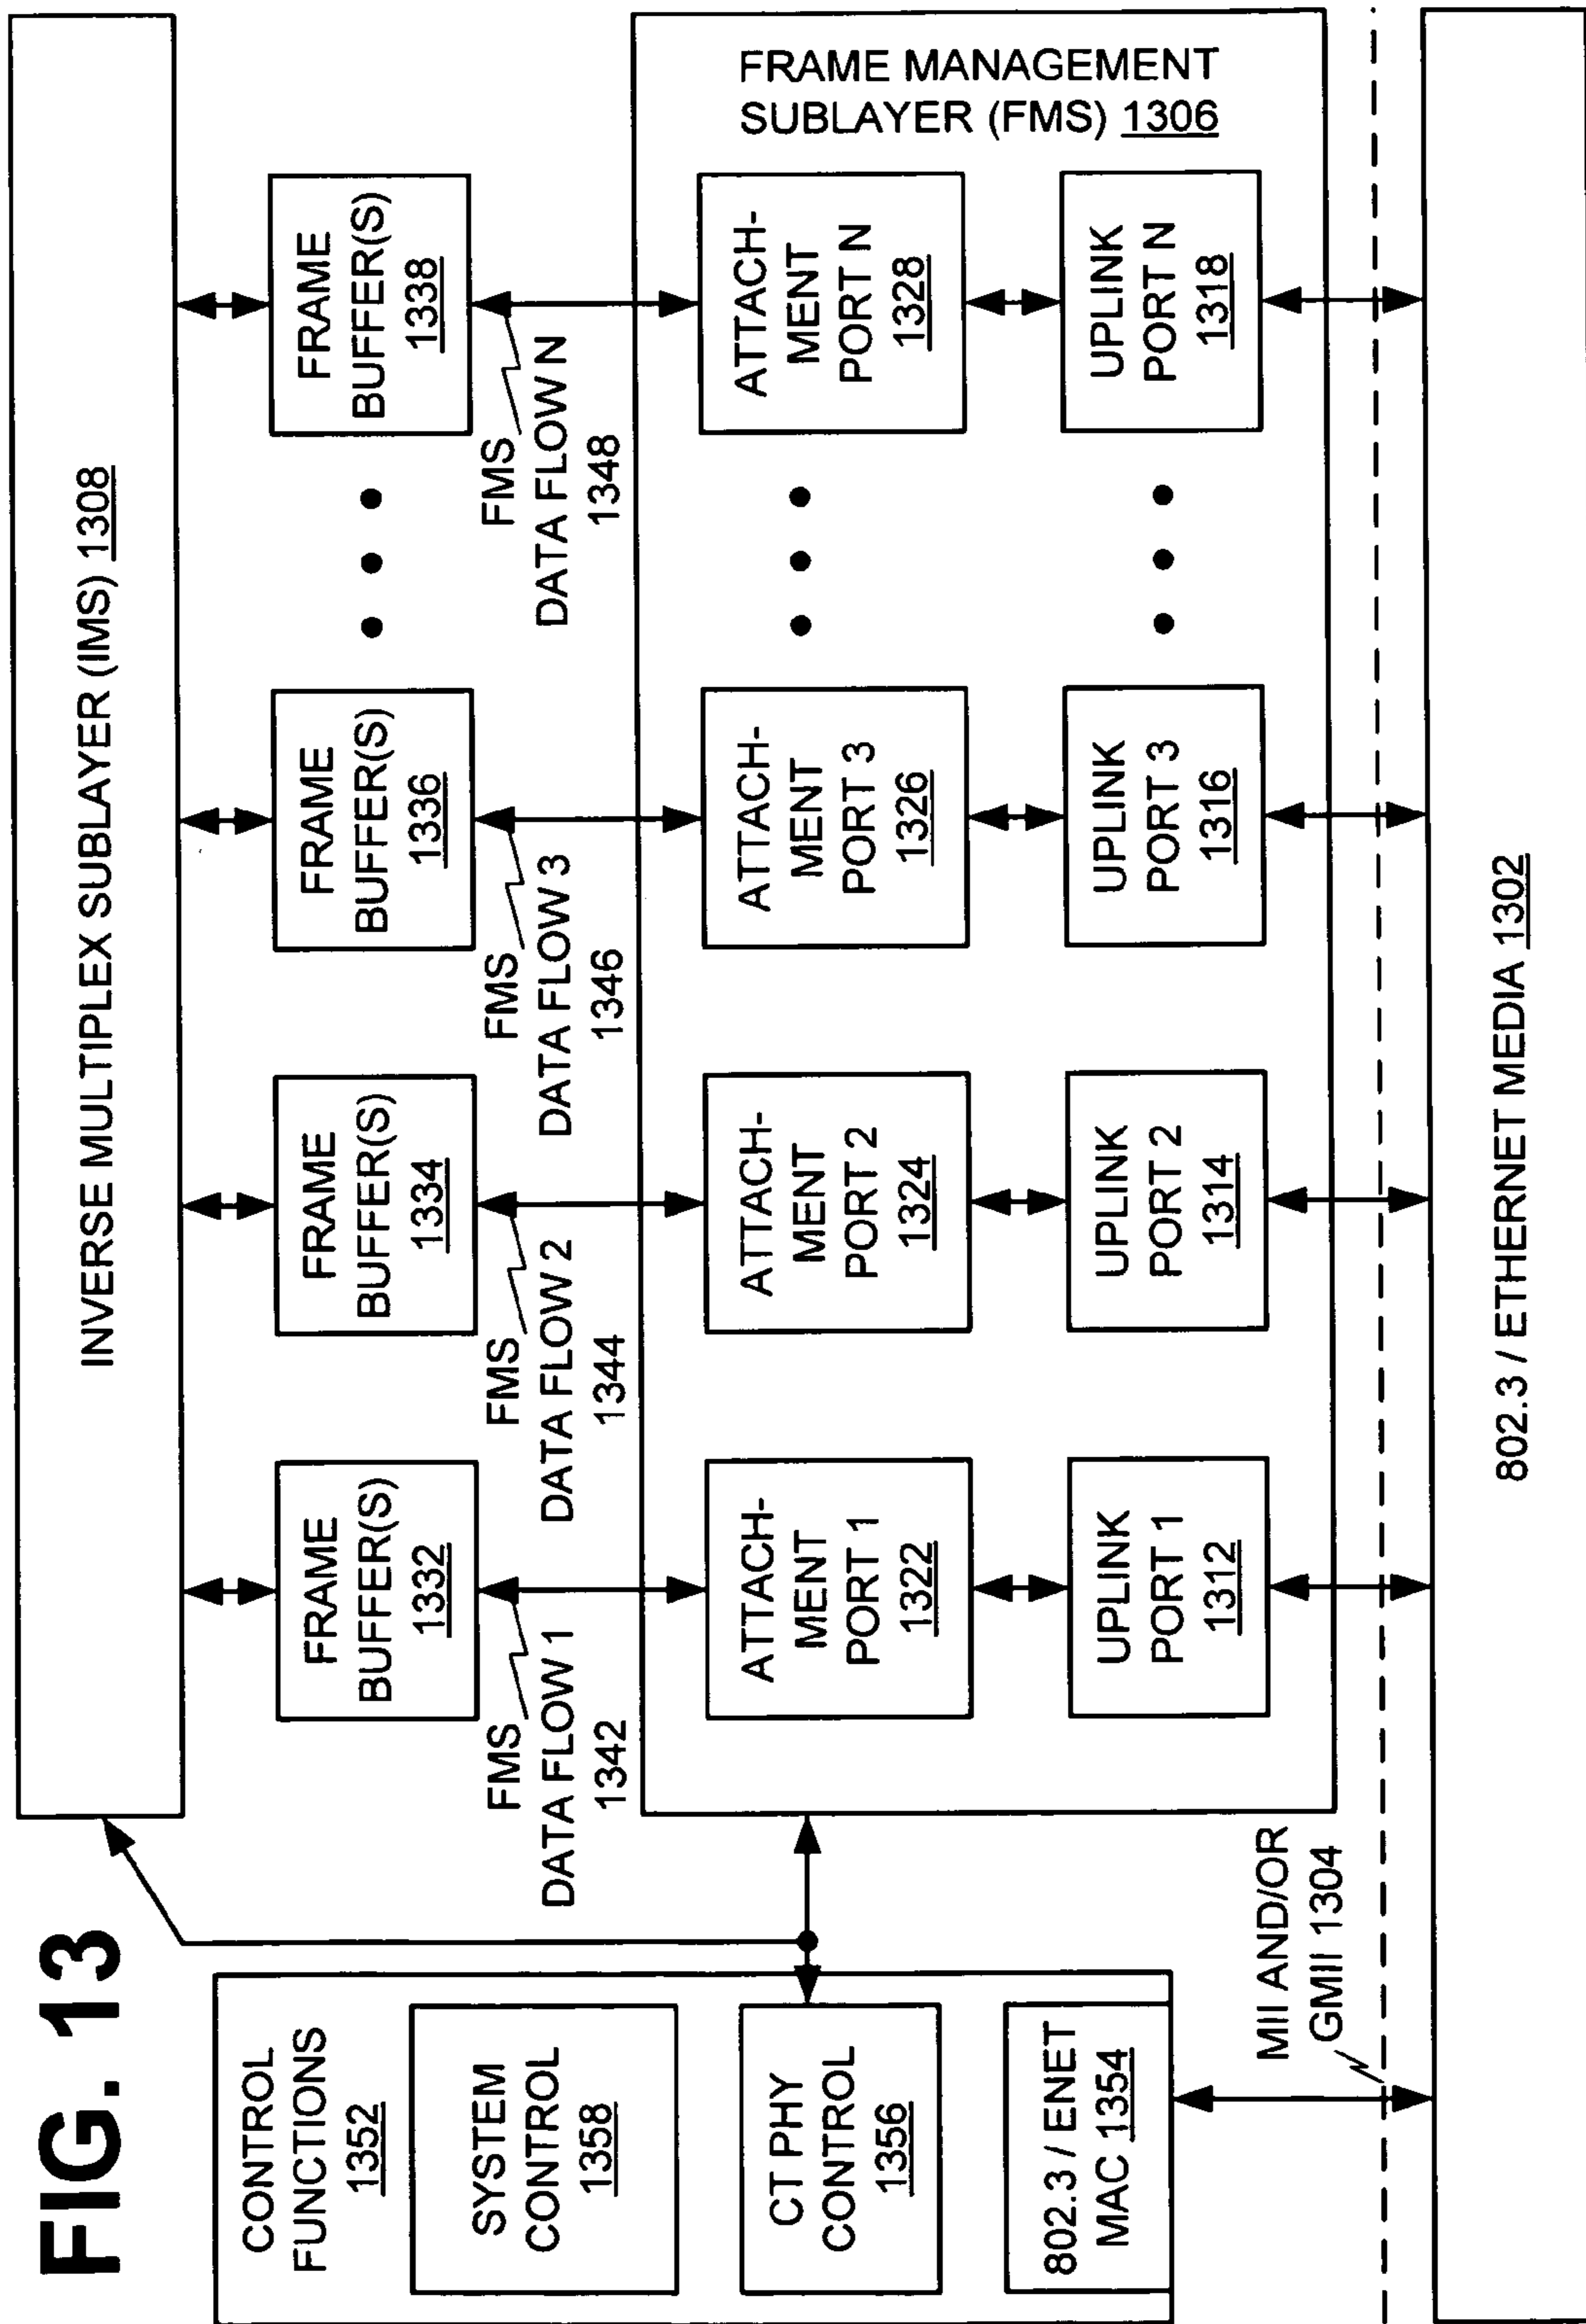 FIG. 13
INVERSE MULTIPLEX SUBLAYER (IMS) 1308
CONTROL
FUNCTIONS
1352
SYSTEM
CONTROL
1358
CT PHY
CONTROL
1356
802.3 / ENET
MAC 1354
FRAME
BUFFER(S)
1332
FRAME
BUFFER(S)
1334
FRAME
BUFFER(S)
1336
FRAME
BUFFER(S)
1338
FMS
DATA FLOW 1
1342
FMS
DATA FLOW 2
1344
FMS
DATA FLOW 3
1346
FMS
DATA FLOW N
1348
FRAME MANAGEMENT
SUBLAYER (FMS) 1306
ATTACH-
MENT
PORT 1
1322
ATTACH-
MENT
PORT 2
1324
ATTACH-
MENT
PORT 3
1326
ATTACH-
MENT
PORT N
1328
UPLINK
PORT 1
1312
UPLINK
PORT 2
1314
UPLINK
PORT 3
1316
UPLINK
PORT N
1318
MII AND/OR
GMII 1304
802.3 / ETHERNET MEDIA 1302